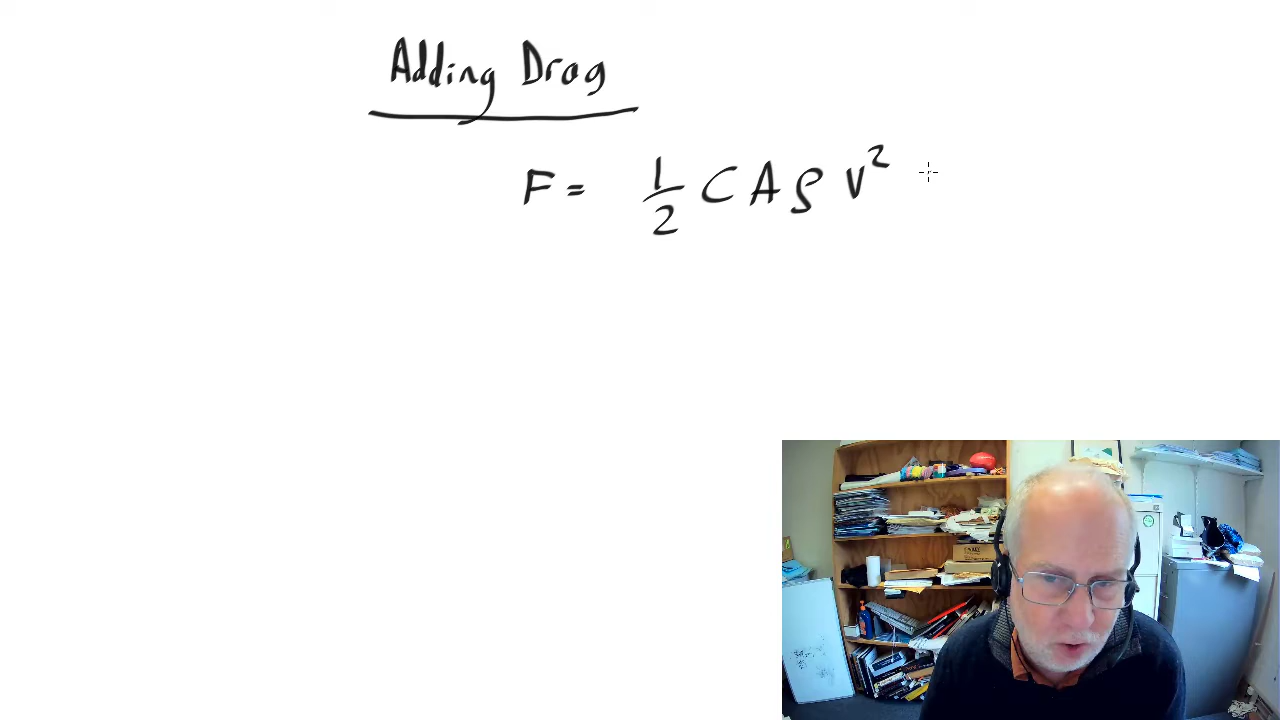 Adding Drag
F = 1/2 C A ρ v²